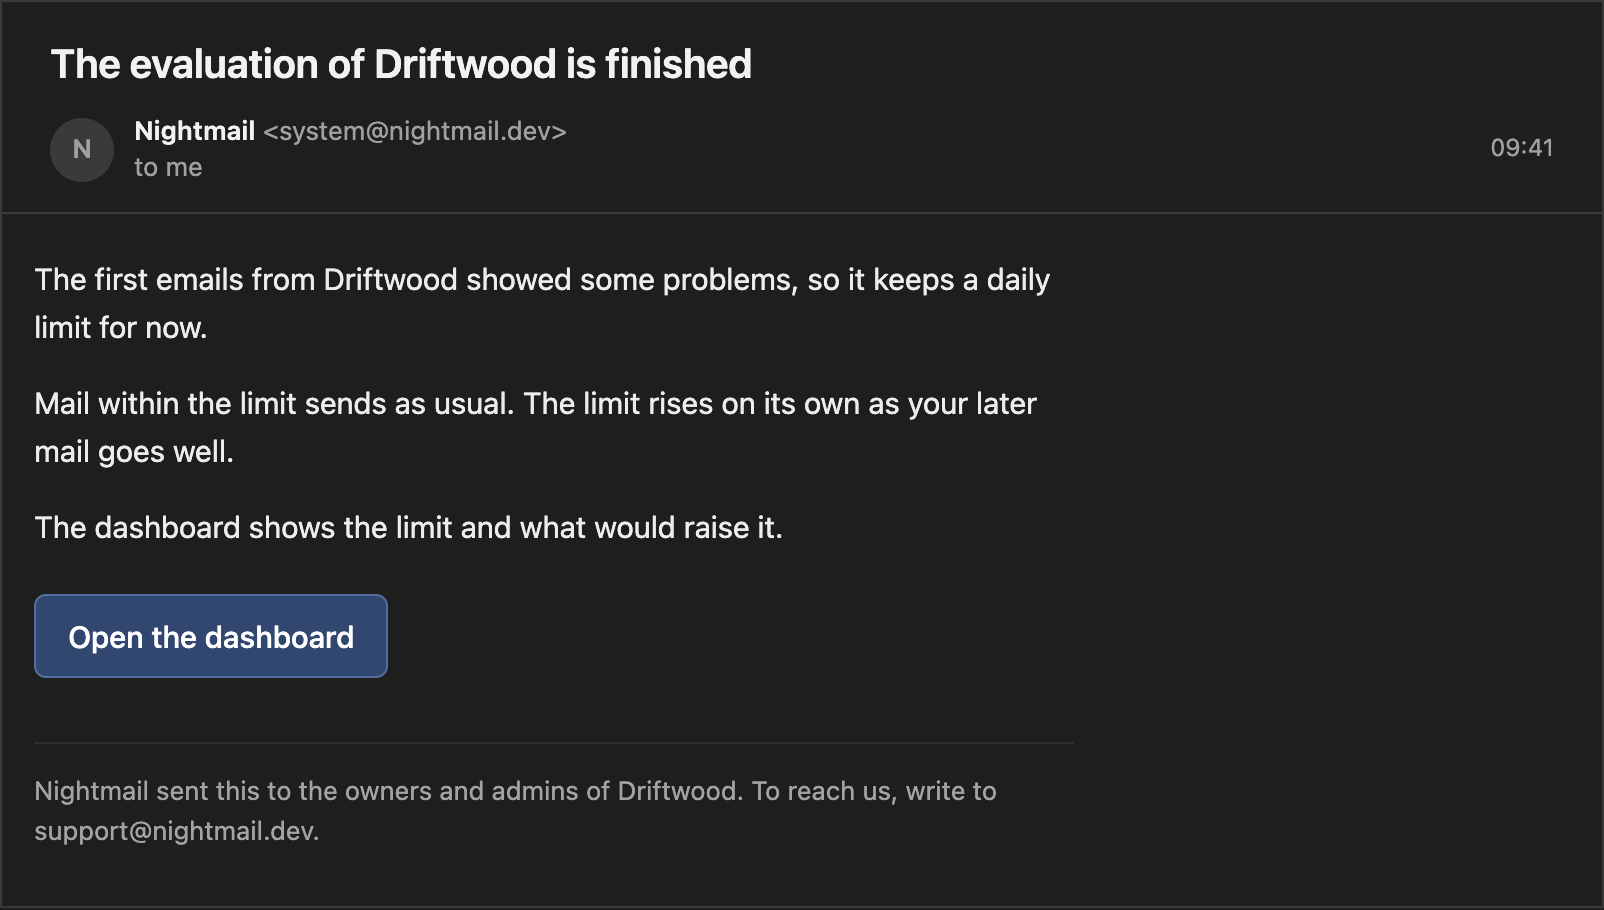 The evaluation of Driftwood is finished
N
Nightmail <system@nightmail.dev>
to me
09:41
The first emails from Driftwood showed some problems, so it keeps a daily
limit for now.
Mail within the limit sends as usual. The limit rises on its own as your later
mail goes well.
The dashboard shows the limit and what would raise it.
Open the dashboard
Nightmail sent this to the owners and admins of Driftwood. To reach us, write to
support@nightmail.dev.